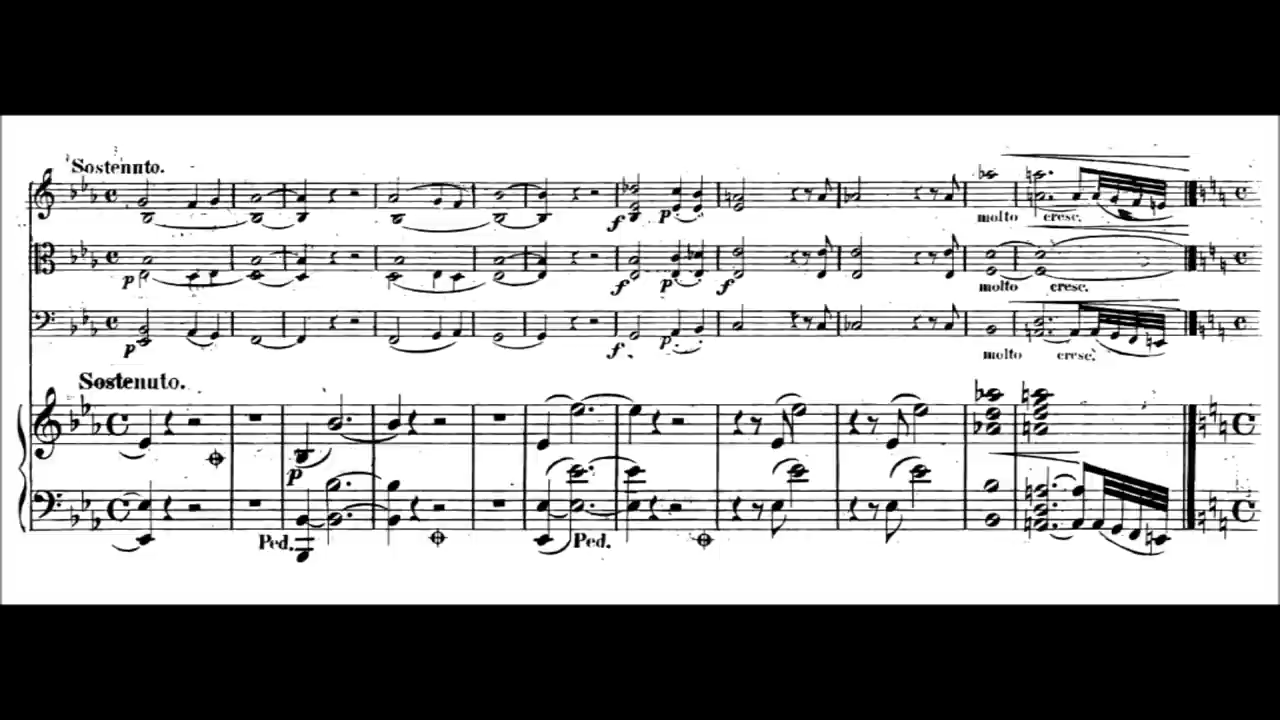 Sostenuto.
f p
molto cresc.
p f p f
molto cresc.
p f p
molto cresc.
Sostenuto.
p
Ped. Ped.